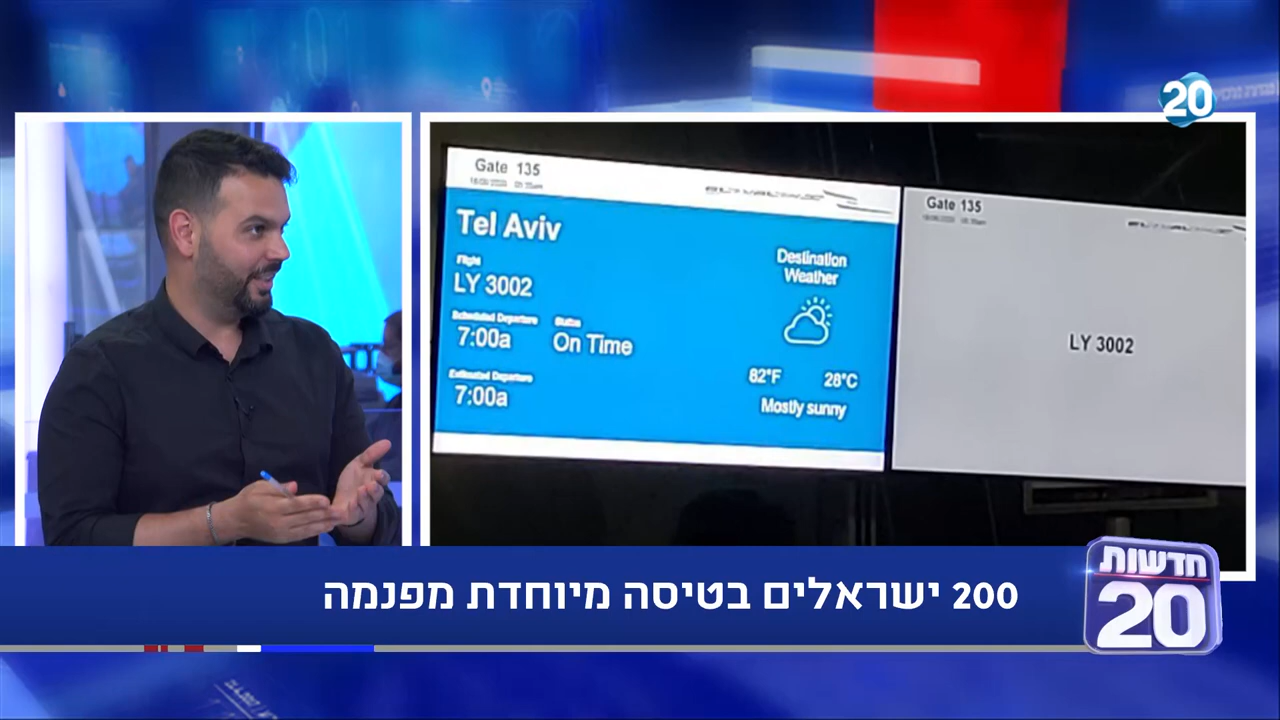 20
Gate 135
Tel Aviv
Flight
LY 3002
Scheduled Departure
Status
7:00a
On Time
Estimated Departure
7:00a
Destination
Weather
82°F 28°C
Mostly sunny
Gate 135
LY 3002
200 ישראלים בטיסה מיוחדת מפנמה
חדשות
20